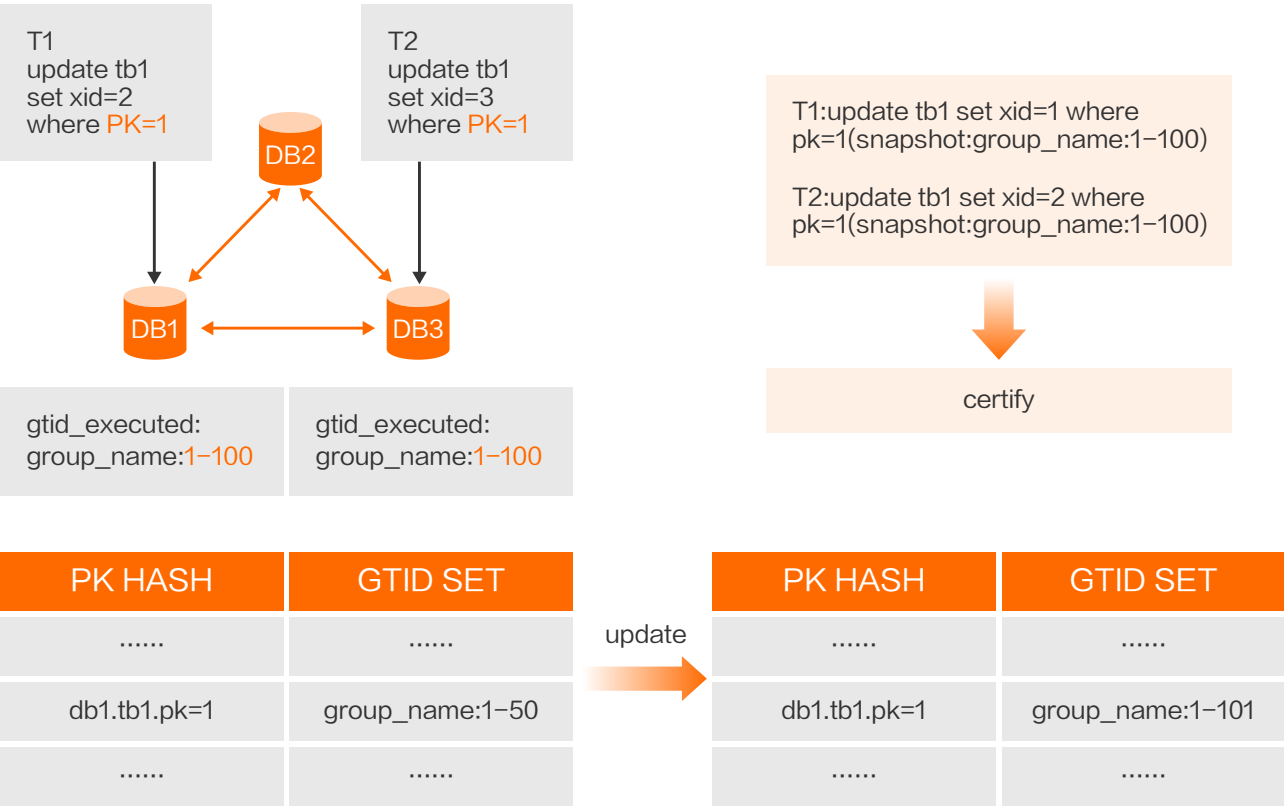 T1
update tb1
set xid=2
where PK=1
T2
update tb1
set xid=3
where PK=1
DB2
DB1
DB3
gtid_executed:
group_name:1-100
gtid_executed:
group_name:1-100
T1:update tb1 set xid=1 where
pk=1(snapshot:group_name:1-100)
T2:update tb1 set xid=2 where
pk=1(snapshot:group_name:1-100)
certify
PK HASH
GTID SET
......
......
db1.tb1.pk=1
group_name:1-50
......
......
update
PK HASH
GTID SET
......
......
db1.tb1.pk=1
group_name:1-101
......
......